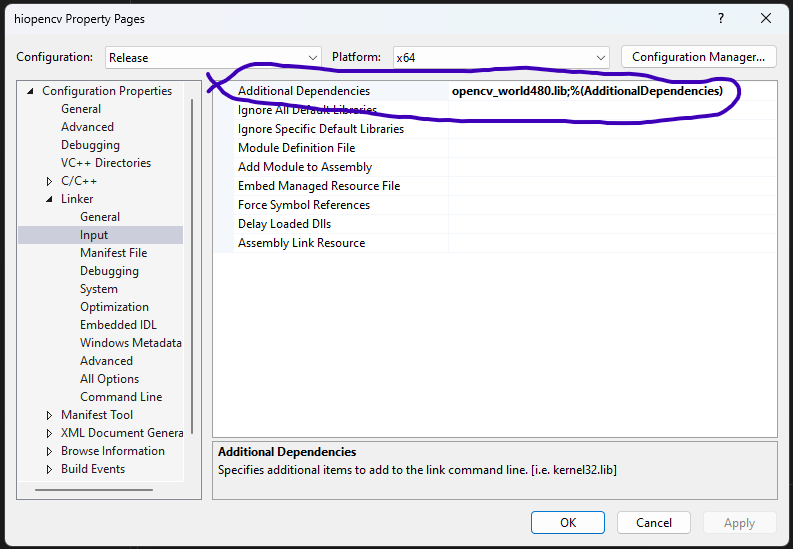 hiopencv Property Pages
? ×
Configuration: Release Platform: x64 Configuration Manager...
Configuration Properties
General
Advanced
Debugging
VC++ Directories
C/C++
Linker
General
Input
Manifest File
Debugging
System
Optimization
Embedded IDL
Windows Metadata
Advanced
All Options
Command Line
Manifest Tool
XML Document Genera
Browse Information
Build Events
Additional Dependencies opencv_world480.lib;%(AdditionalDependencies)
Ignore All Default Libraries
Ignore Specific Default Libraries
Module Definition File
Add Module to Assembly
Embed Managed Resource File
Force Symbol References
Delay Loaded Dlls
Assembly Link Resource
Additional Dependencies
Specifies additional items to add to the link command line. [i.e. kernel32.lib]
OK Cancel Apply